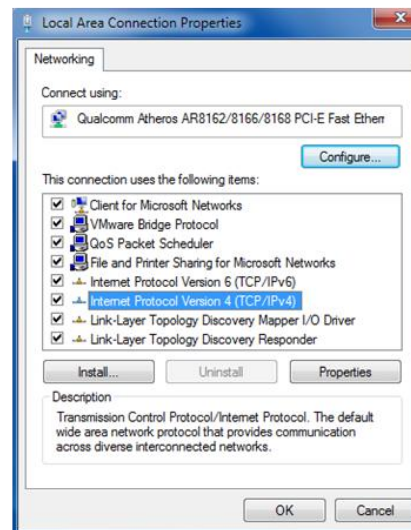 Local Area Connection Properties
Networking
Connect using:
Qualcomm Atheros AR8162/8166/8168 PCI-E Fast Ethern
Configure...
This connection uses the following items:
Client for Microsoft Networks
VMware Bridge Protocol
QoS Packet Scheduler
File and Printer Sharing for Microsoft Networks
Internet Protocol Version 6 (TCP/IPv6)
Internet Protocol Version 4 (TCP/IPv4)
Link-Layer Topology Discovery Mapper I/O Driver
Link-Layer Topology Discovery Responder
Install...
Uninstall
Properties
Description
Transmission Control Protocol/Internet Protocol. The default
wide area network protocol that provides communication
across diverse interconnected networks.
OK
Cancel